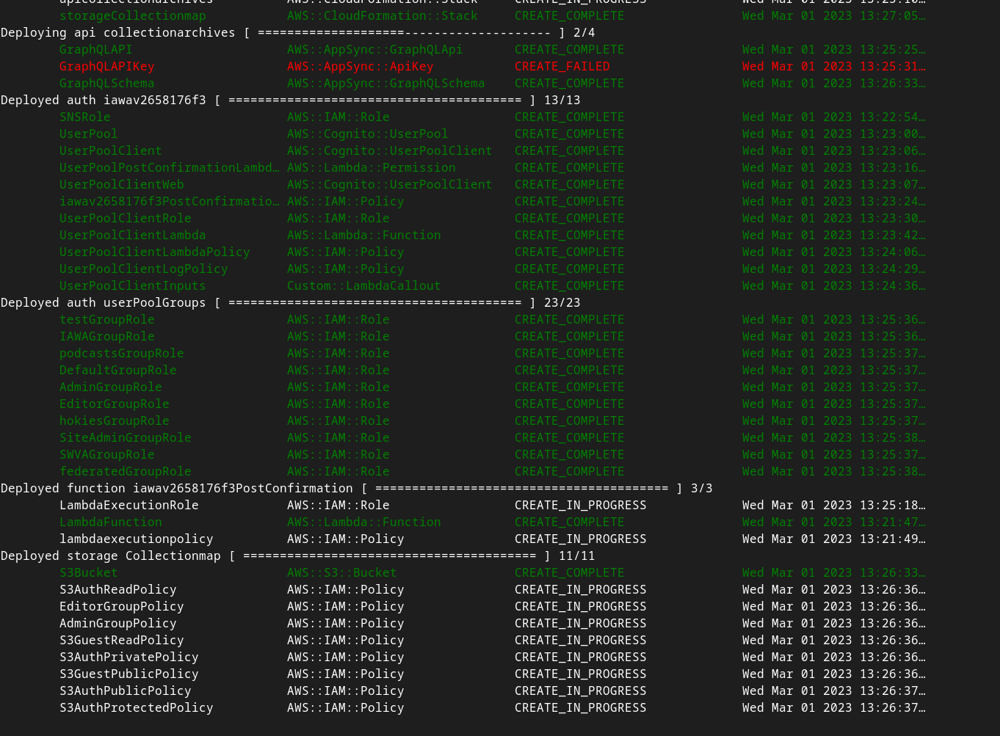 apicollectionarchives AWS::CloudFormation::Stack CREATE_IN_PROGRESS Wed Mar 01 2023 13:25:16…
storageCollectionmap AWS::CloudFormation::Stack CREATE_COMPLETE Wed Mar 01 2023 13:27:05…
Deploying api collectionarchives [ ====================-------------------- ] 2/4
GraphQLAPI AWS::AppSync::GraphQLApi CREATE_COMPLETE Wed Mar 01 2023 13:25:25…
GraphQLAPIKey AWS::AppSync::ApiKey CREATE_FAILED Wed Mar 01 2023 13:25:31…
GraphQLSchema AWS::AppSync::GraphQLSchema CREATE_COMPLETE Wed Mar 01 2023 13:26:33…
Deployed auth iawav2658176f3 [ ======================================== ] 13/13
SNSRole AWS::IAM::Role CREATE_COMPLETE Wed Mar 01 2023 13:22:54…
UserPool AWS::Cognito::UserPool CREATE_COMPLETE Wed Mar 01 2023 13:23:00…
UserPoolClient AWS::Cognito::UserPoolClient CREATE_COMPLETE Wed Mar 01 2023 13:23:06…
UserPoolPostConfirmationLambd… AWS::Lambda::Permission CREATE_COMPLETE Wed Mar 01 2023 13:23:16…
UserPoolClientWeb AWS::Cognito::UserPoolClient CREATE_COMPLETE Wed Mar 01 2023 13:23:07…
iawav2658176f3PostConfirmatio… AWS::IAM::Policy CREATE_COMPLETE Wed Mar 01 2023 13:23:24…
UserPoolClientRole AWS::IAM::Role CREATE_COMPLETE Wed Mar 01 2023 13:23:30…
UserPoolClientLambda AWS::Lambda::Function CREATE_COMPLETE Wed Mar 01 2023 13:23:42…
UserPoolClientLambdaPolicy AWS::IAM::Policy CREATE_COMPLETE Wed Mar 01 2023 13:24:06…
UserPoolClientLogPolicy AWS::IAM::Policy CREATE_COMPLETE Wed Mar 01 2023 13:24:29…
UserPoolClientInputs Custom::LambdaCallout CREATE_COMPLETE Wed Mar 01 2023 13:24:36…
Deployed auth userPoolGroups [ ======================================== ] 23/23
testGroupRole AWS::IAM::Role CREATE_COMPLETE Wed Mar 01 2023 13:25:36…
IAWAGroupRole AWS::IAM::Role CREATE_COMPLETE Wed Mar 01 2023 13:25:36…
podcastsGroupRole AWS::IAM::Role CREATE_COMPLETE Wed Mar 01 2023 13:25:37…
DefaultGroupRole AWS::IAM::Role CREATE_COMPLETE Wed Mar 01 2023 13:25:37…
AdminGroupRole AWS::IAM::Role CREATE_COMPLETE Wed Mar 01 2023 13:25:37…
EditorGroupRole AWS::IAM::Role CREATE_COMPLETE Wed Mar 01 2023 13:25:37…
hokiesGroupRole AWS::IAM::Role CREATE_COMPLETE Wed Mar 01 2023 13:25:37…
SiteAdminGroupRole AWS::IAM::Role CREATE_COMPLETE Wed Mar 01 2023 13:25:38…
SWVAGroupRole AWS::IAM::Role CREATE_COMPLETE Wed Mar 01 2023 13:25:37…
federatedGroupRole AWS::IAM::Role CREATE_COMPLETE Wed Mar 01 2023 13:25:38…
Deployed function iawav2658176f3PostConfirmation [ ======================================== ] 3/3
LambdaExecutionRole AWS::IAM::Role CREATE_IN_PROGRESS Wed Mar 01 2023 13:25:18…
LambdaFunction AWS::Lambda::Function CREATE_COMPLETE Wed Mar 01 2023 13:21:47…
lambdaexecutionpolicy AWS::IAM::Policy CREATE_IN_PROGRESS Wed Mar 01 2023 13:21:49…
Deployed storage Collectionmap [ ======================================== ] 11/11
S3Bucket AWS::S3::Bucket CREATE_COMPLETE Wed Mar 01 2023 13:26:33…
S3AuthReadPolicy AWS::IAM::Policy CREATE_IN_PROGRESS Wed Mar 01 2023 13:26:36…
EditorGroupPolicy AWS::IAM::Policy CREATE_IN_PROGRESS Wed Mar 01 2023 13:26:36…
AdminGroupPolicy AWS::IAM::Policy CREATE_IN_PROGRESS Wed Mar 01 2023 13:26:36…
S3GuestReadPolicy AWS::IAM::Policy CREATE_IN_PROGRESS Wed Mar 01 2023 13:26:36…
S3AuthPrivatePolicy AWS::IAM::Policy CREATE_IN_PROGRESS Wed Mar 01 2023 13:26:36…
S3GuestPublicPolicy AWS::IAM::Policy CREATE_IN_PROGRESS Wed Mar 01 2023 13:26:36…
S3AuthPublicPolicy AWS::IAM::Policy CREATE_IN_PROGRESS Wed Mar 01 2023 13:26:37…
S3AuthProtectedPolicy AWS::IAM::Policy CREATE_IN_PROGRESS Wed Mar 01 2023 13:26:37…